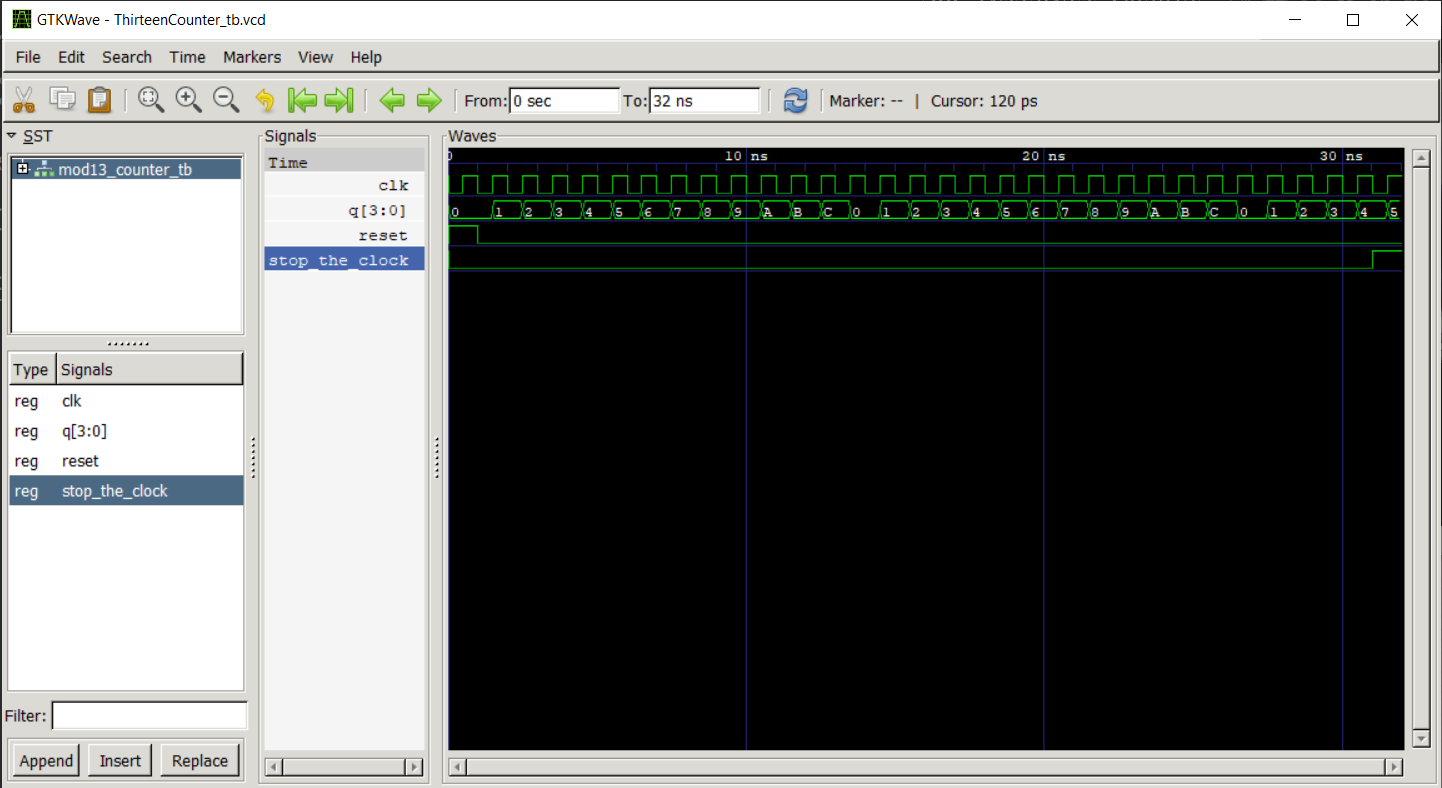 GTKWave - ThirteenCounter_tb.vcd
File Edit Search Time Markers View Help
From: 0 sec To: 32 ns Marker: -- | Cursor: 120 ps
SST
mod13_counter_tb
Type Signals
reg clk
reg q[3:0]
reg reset
reg stop_the_clock
Filter:
Append Insert Replace
Signals
Time
clk
q[3:0]
reset
stop_the_clock
Waves
0 10 ns 20 ns 30 ns
0 1 2 3 4 5 6 7 8 9 A B C 0 1 2 3 4 5 6 7 8 9 A B C 0 1 2 3 4 5